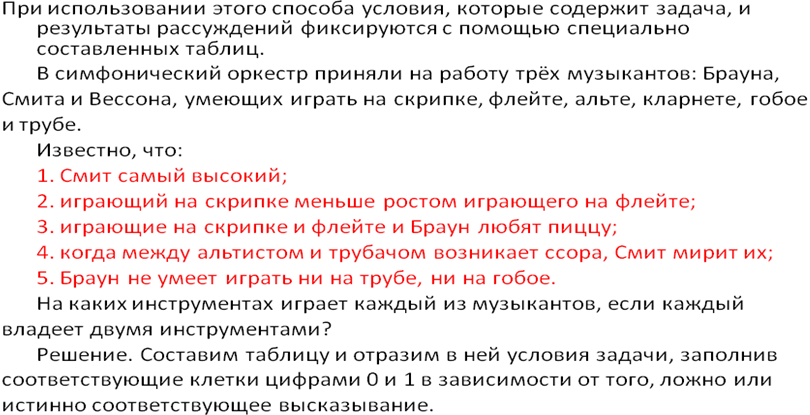 При использовании этого способа условия, которые содержит задача, и
результаты рассуждений фиксируются с помощью специально
составленных таблиц.
В симфонический оркестр приняли на работу трёх музыкантов: Брауна,
Смита и Вессона, умеющих играть на скрипке, флейте, альте, кларнете, гобое
и трубе.
Известно, что:
1. Смит самый высокий;
2. играющий на скрипке меньше ростом играющего на флейте;
3. играющие на скрипке и флейте и Браун любят пиццу;
4. когда между альтистом и трубачом возникает ссора, Смит мирит их;
5. Браун не умеет играть ни на трубе, ни на гобое.
На каких инструментах играет каждый из музыкантов, если каждый
владеет двумя инструментами?
Решение. Составим таблицу и отразим в ней условия задачи, заполнив
соответствующие клетки цифрами 0 и 1 в зависимости от того, ложно или
истинно соответствующее высказывание.